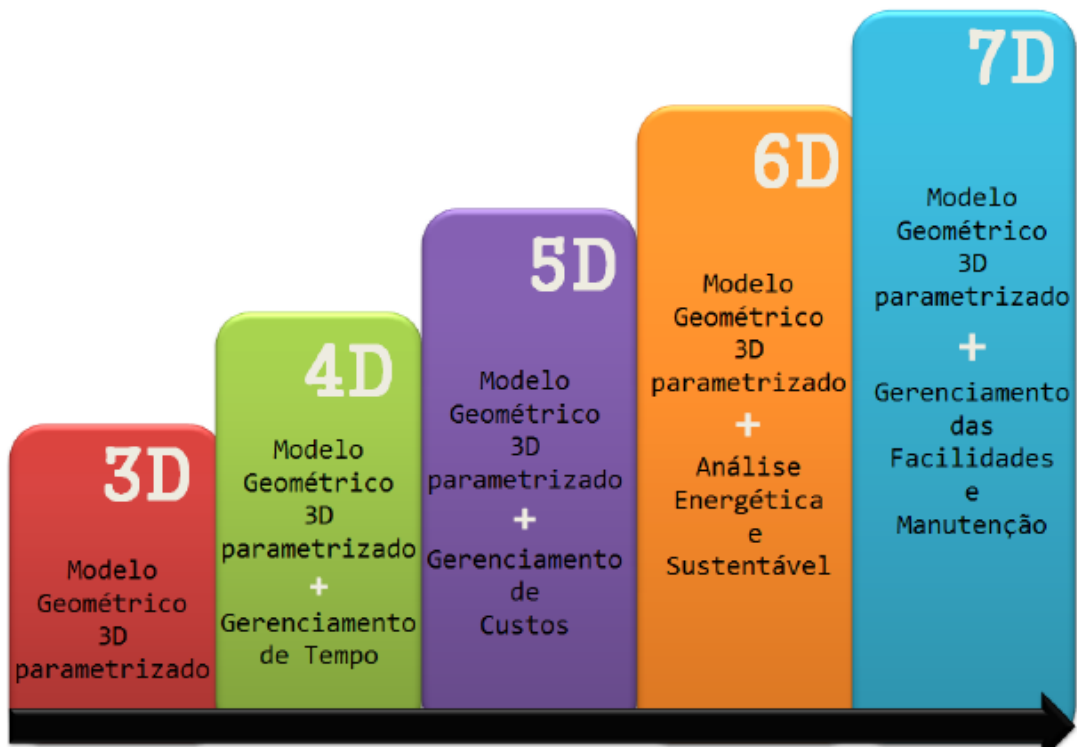 3D
Modelo
Geométrico
3D
parametrizado
4D
Modelo
Geométrico
3D
parametrizado
+
Gerenciamento
de Tempo
5D
Modelo
Geométrico
3D
parametrizado
+
Gerenciamento
de
Custos
6D
Modelo
Geométrico
3D
parametrizado
+
Análise
Energética
e
Sustentável
7D
Modelo
Geométrico
3D
parametrizado
+
Gerenciamento
das
Facilidades
e
Manutenção